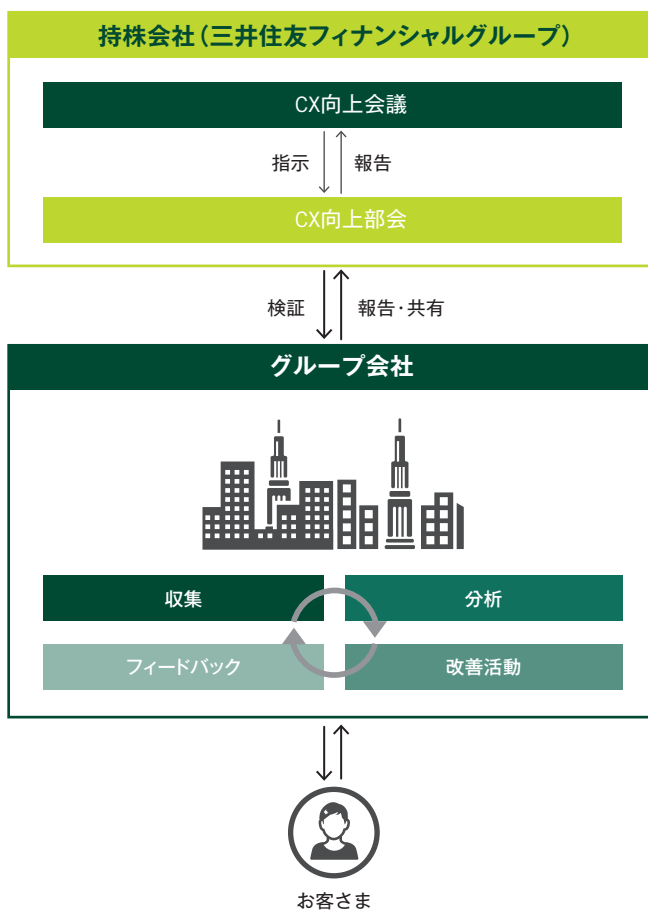 持株会社（三井住友フィナンシャルグループ）
CX向上会議
指示 報告
CX向上部会
検証 報告・共有
グループ会社
収集 分析
フィードバック 改善活動
お客さま